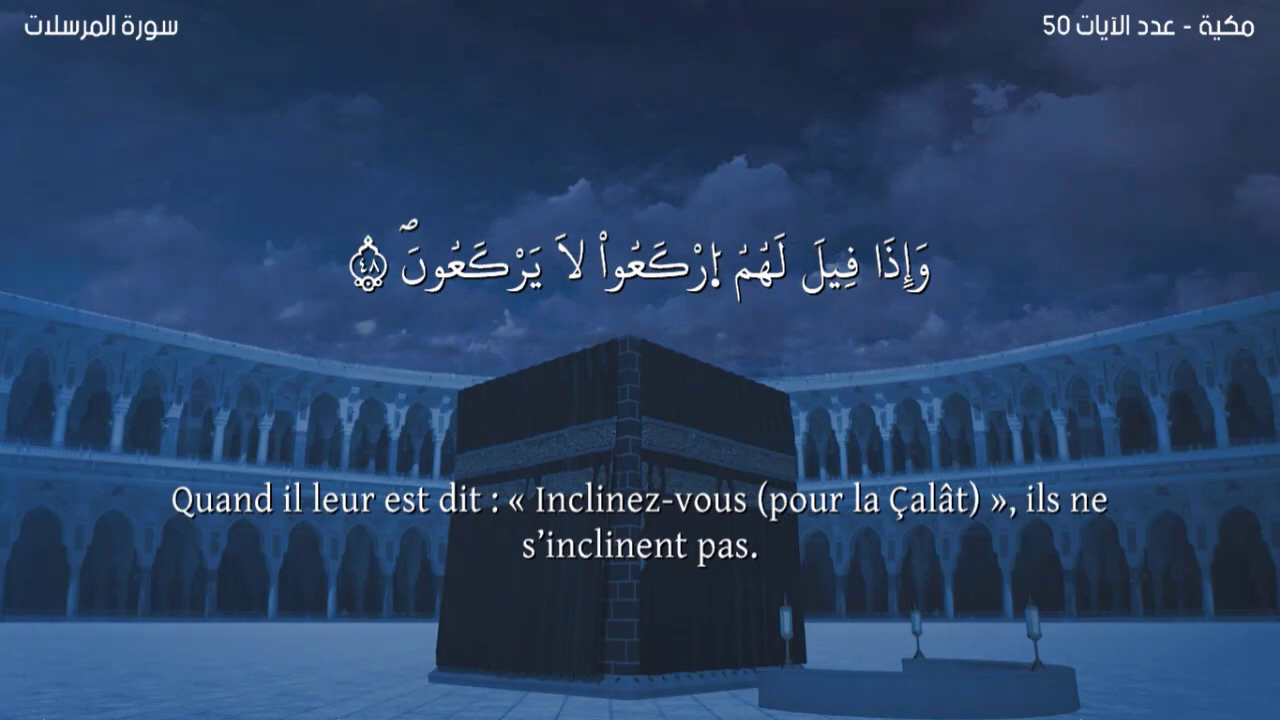 مكية - عدد الآيات 50
سورة المرسلات
وَإِذَا فِيلَ لَهُمُ اُ۪رْكَعُواْ لاَ يَرْكَعُونَۖ ٤٨
Quand il leur est dit : « Inclinez-vous (pour la Çalât) », ils ne
s’inclinent pas.